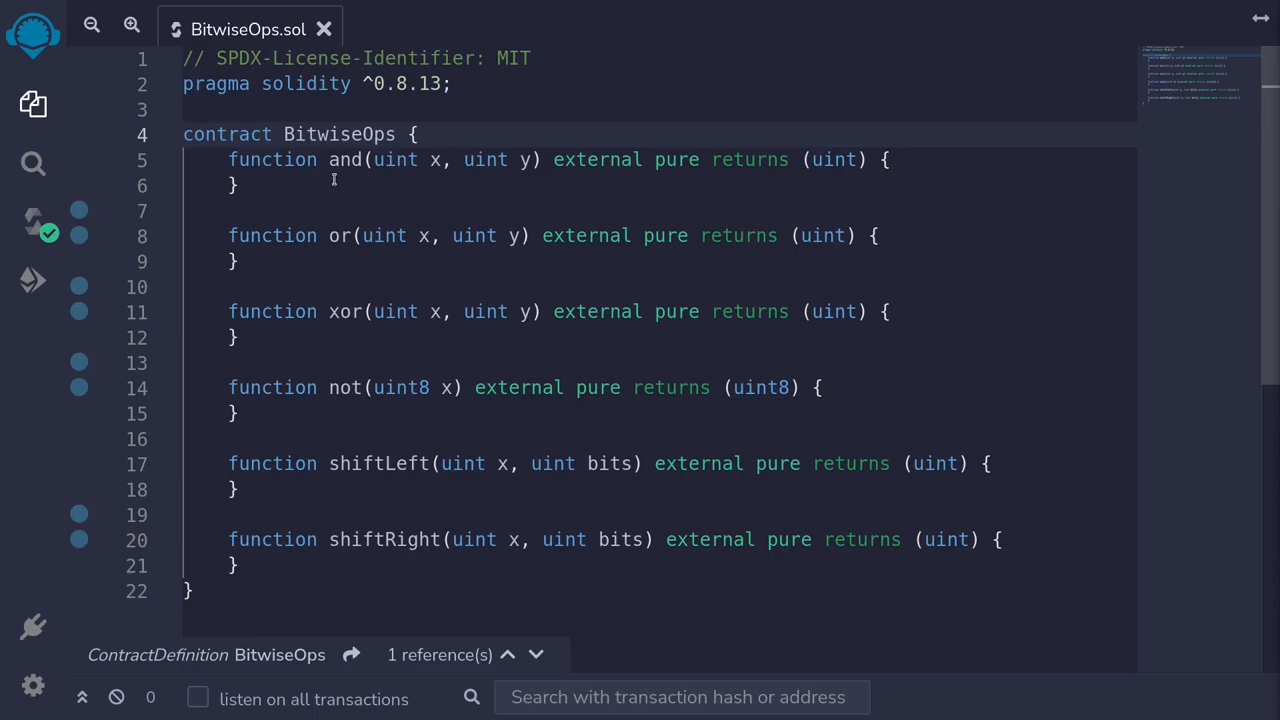 BitwiseOps.sol
1 // SPDX-License-Identifier: MIT
2 pragma solidity ^0.8.13;
3
4 contract BitwiseOps {
5     function and(uint x, uint y) external pure returns (uint) {
6     }
7
8     function or(uint x, uint y) external pure returns (uint) {
9     }
10
11     function xor(uint x, uint y) external pure returns (uint) {
12     }
13
14     function not(uint8 x) external pure returns (uint8) {
15     }
16
17     function shiftLeft(uint x, uint bits) external pure returns (uint) {
18     }
19
20     function shiftRight(uint x, uint bits) external pure returns (uint) {
21     }
22 }
ContractDefinition BitwiseOps 1 reference(s)
0 listen on all transactions Search with transaction hash or address